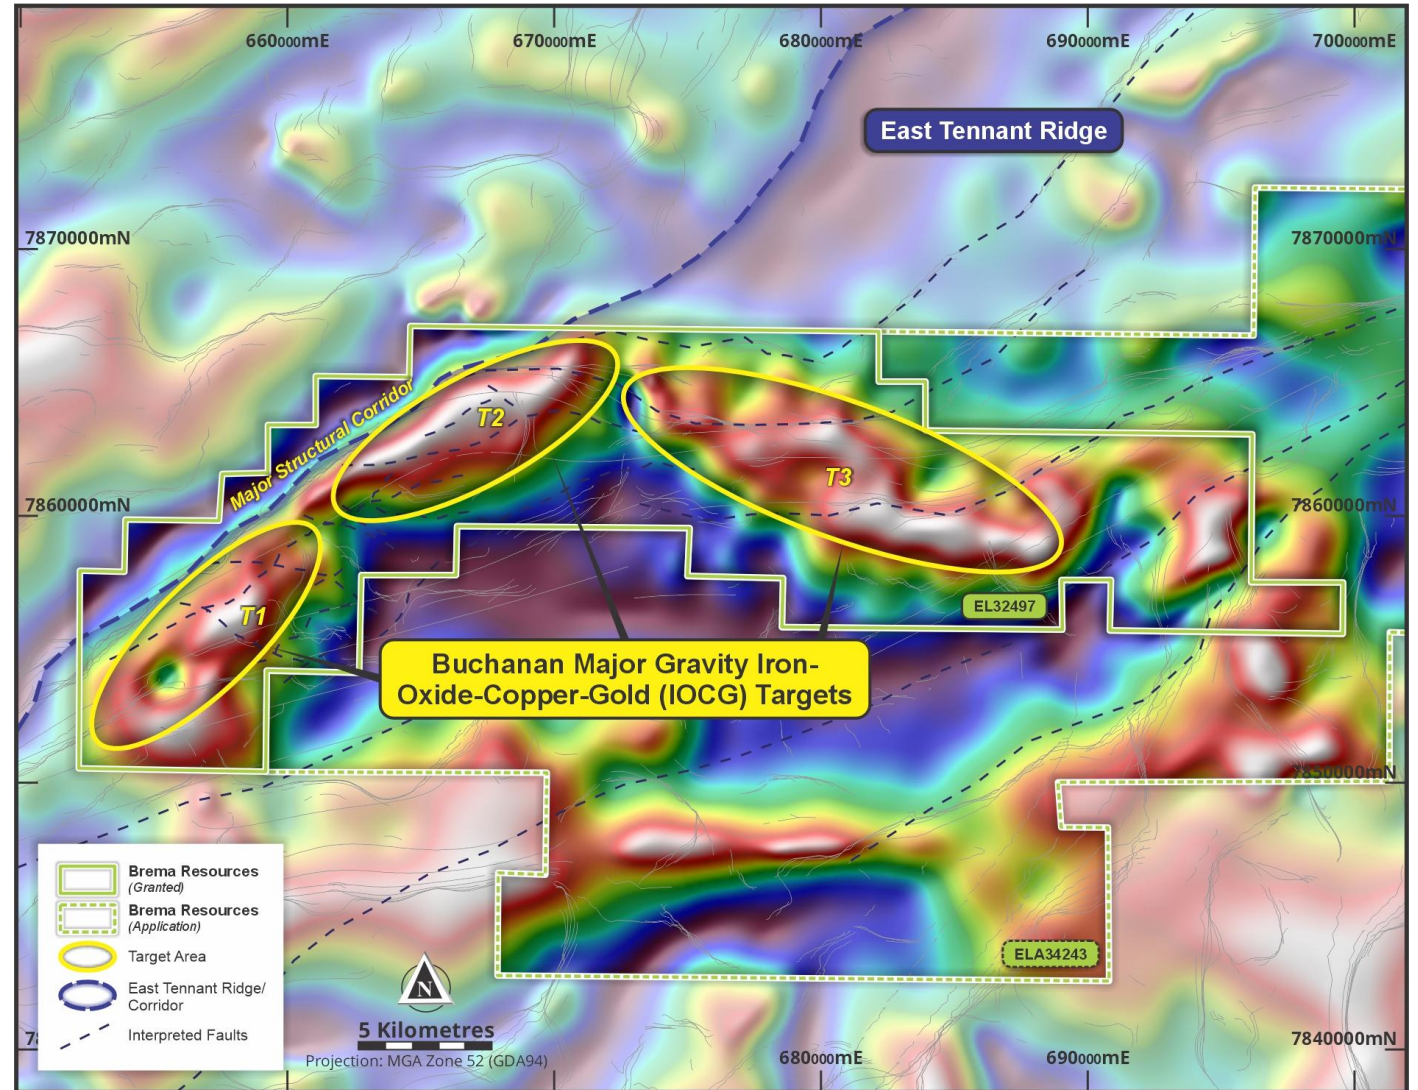 660000mE 670000mE 680000mE 690000mE 700000mE
East Tennant Ridge
7870000mN 7870000mN
Major Structural Corridor
T2
T3
7860000mN 7860000mN
T1
EL32497
Buchanan Major Gravity Iron-
Oxide-Copper-Gold (IOCG) Targets
7850000mN
Brema Resources
(Granted)
Brema Resources
(Application)
Target Area
East Tennant Ridge/
Corridor
Interpreted Faults
N
5 Kilometres
Projection: MGA Zone 52 (GDA94)
ELA34243
7840000mN
680000mE 690000mE